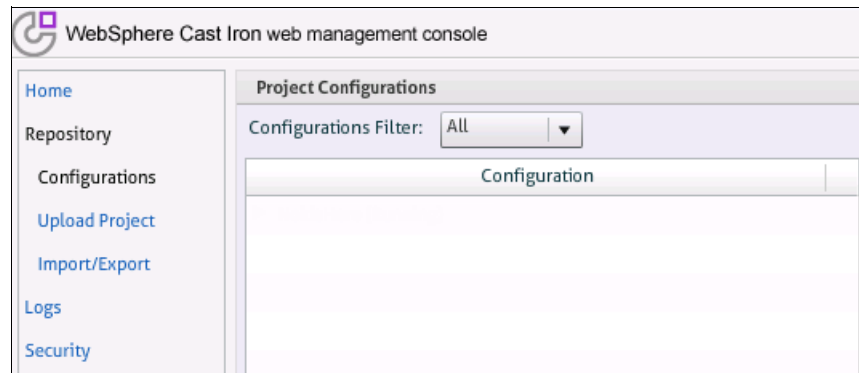 WebSphere Cast Iron web management console
Home
Repository
Configurations
Upload Project
Import/Export
Logs
Security
Project Configurations
Configurations Filter: All
Configuration